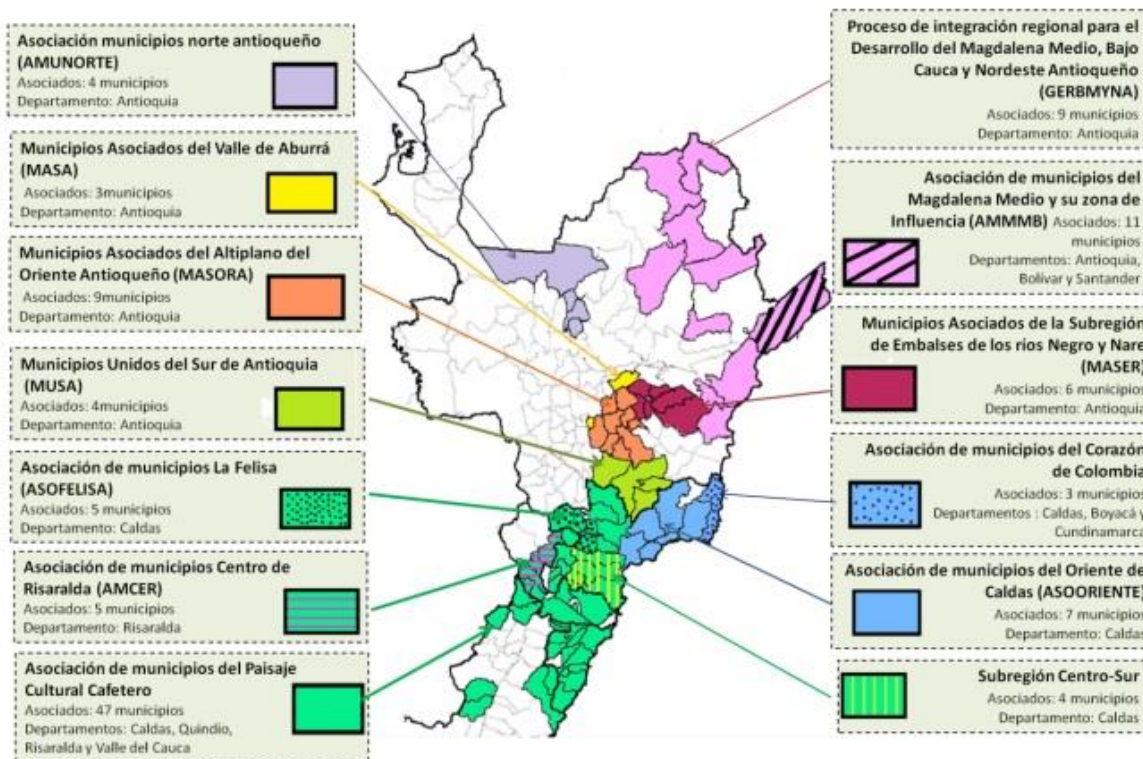 Asociación municipios norte antioqueño
(AMUNORTE)
Asociados: 4 municipios
Departamento: Antioquia
Municipios Asociados del Valle de Aburrá
(MASA)
Asociados: 3municipios
Departamento: Antioquia
Municipios Asociados del Altiplano del
Oriente Antioqueño (MASORA)
Asociados: 9municipios
Departamento: Antioquia
Municipios Unidos del Sur de Antioquia
(MUSA)
Asociados: 4municipios
Departamento: Antioquia
Asociación de municipios La Felisa
(ASOFELISA)
Asociados: 5 municipios
Departamento: Caldas
Asociación de municipios Centro de
Risaralda (AMCER)
Asociados: 5 municipios
Departamento: Risaralda
Asociación de municipios del Paisaje
Cultural Cafetero
Asociados: 47 municipios
Departamentos: Caldas, Quindio,
Risaralda y Valle del Cauca
Proceso de integración regional para el
Desarrollo del Magdalena Medio, Bajo
Cauca y Nordeste Antioqueño
(GERBMYNA)
Asociados: 9 municipios
Departamento: Antioquia
Asociación de municipios del
Magdalena Medio y su zona de
Influencia (AMMMB) Asociados: 11
municipios
Departamentos: Antioquia,
Bolívar y Santander
Municipios Asociados de la Subregión
de Embalses de los ríos Negro y Nare
(MASER)
Asociados: 6 municipios
Departamento: Antioquia
Asociación de municipios del Corazón
de Colombia
Asociados: 3 municipios
Departamentos : Caldas, Boyacá y
Cundinamarca
Asociación de municipios del Oriente de
Caldas (ASOORIENTE)
Asociados: 7 municipios
Departamento: Caldas
Subregión Centro-Sur
Asociados: 4 municipios
Departamento: Caldas